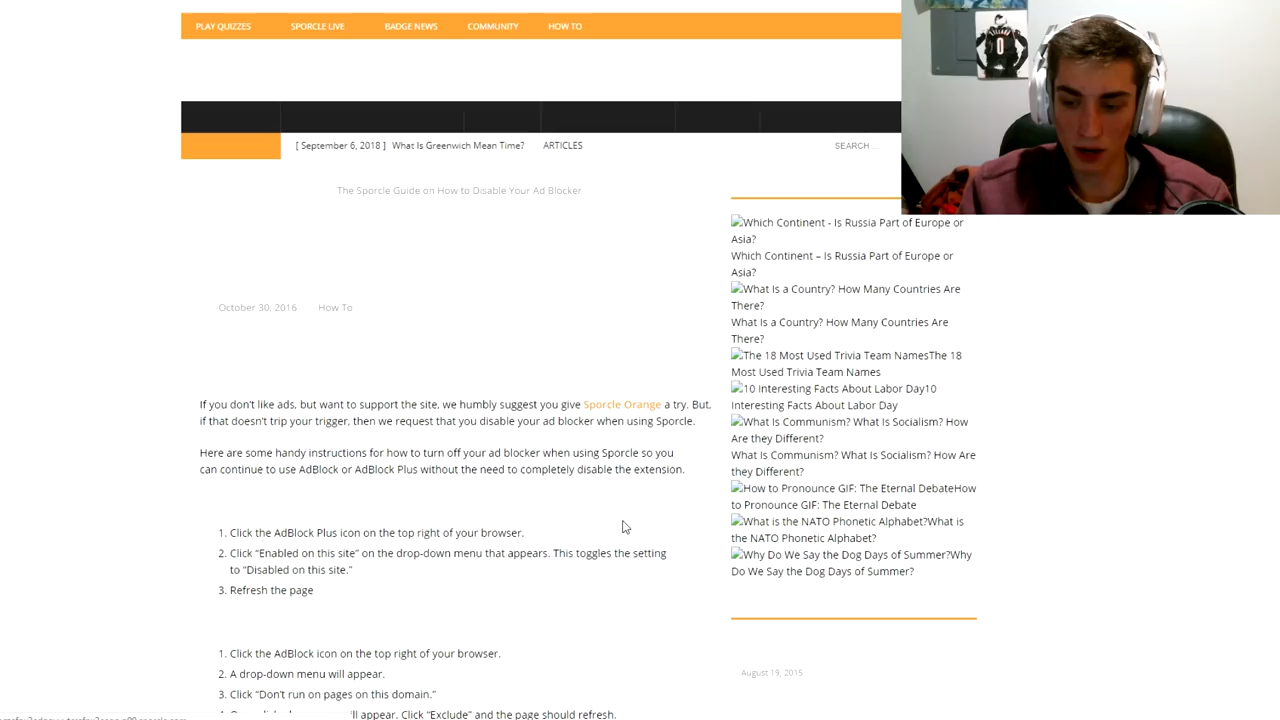 PLAY QUIZZES SPORCLE LIVE BADGE NEWS COMMUNITY HOW TO
[ September 6, 2018 ] What Is Greenwich Mean Time? ARTICLES
SEARCH …
The Sporcle Guide on How to Disable Your Ad Blocker
October 30, 2016 How To
If you don't like ads, but want to support the site, we humbly suggest you give Sporcle Orange a try. But,
if that doesn't trip your trigger, then we request that you disable your ad blocker when using Sporcle.
Here are some handy instructions for how to turn off your ad blocker when using Sporcle so you
can continue to use AdBlock or AdBlock Plus without the need to completely disable the extension.
1. Click the AdBlock Plus icon on the top right of your browser.
2. Click “Enabled on this site” on the drop-down menu that appears. This toggles the setting
to “Disabled on this site.”
3. Refresh the page
1. Click the AdBlock icon on the top right of your browser.
2. A drop-down menu will appear.
3. Click “Don't run on pages on this domain.”
will appear. Click “Exclude” and the page should refresh.
Which Continent - Is Russia Part of Europe or
Asia?
Which Continent – Is Russia Part of Europe or
Asia?
What Is a Country? How Many Countries Are
There?
What Is a Country? How Many Countries Are
There?
The 18 Most Used Trivia Team NamesThe 18
Most Used Trivia Team Names
10 Interesting Facts About Labor Day10
Interesting Facts About Labor Day
What Is Communism? What Is Socialism? How
Are they Different?
What Is Communism? What Is Socialism? How Are
they Different?
How to Pronounce GIF: The Eternal DebateHow
to Pronounce GIF: The Eternal Debate
What is the NATO Phonetic Alphabet?What is
the NATO Phonetic Alphabet?
Why Do We Say the Dog Days of Summer?Why
Do We Say the Dog Days of Summer?
August 19, 2015
0